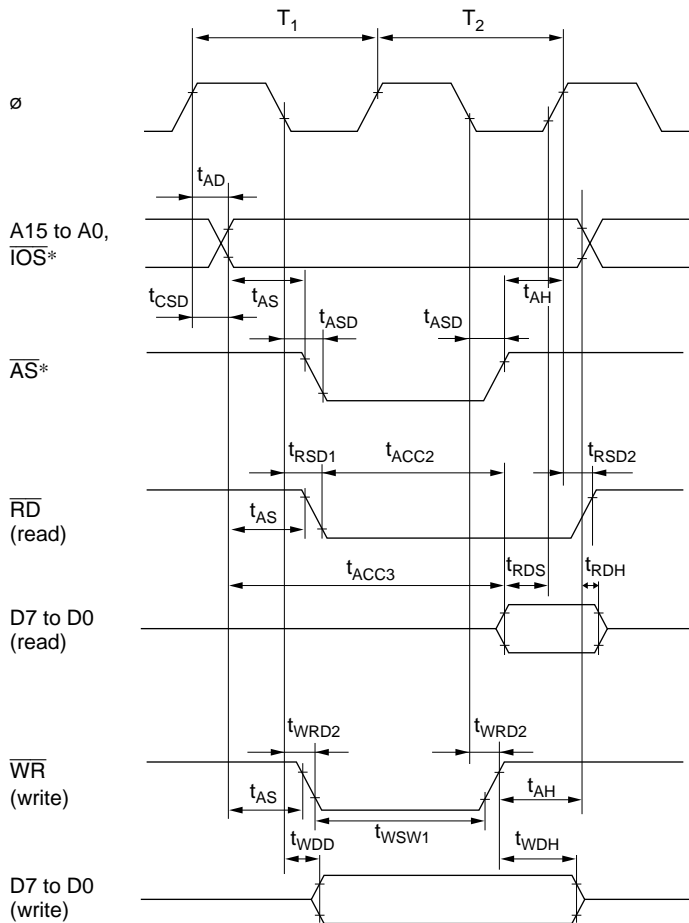 T1 T2
ø
tAD
A15 to A0,
IOS*
tCSD tAS tAH
tASD tASD
AS*
tRSD1 tACC2 tRSD2
RD
(read)
tAS
tACC3 tRDS tRDH
D7 to D0
(read)
tWRD2 tWRD2
WR
(write)
tAS tAH
tWSW1
tWDD tWDH
D7 to D0
(write)